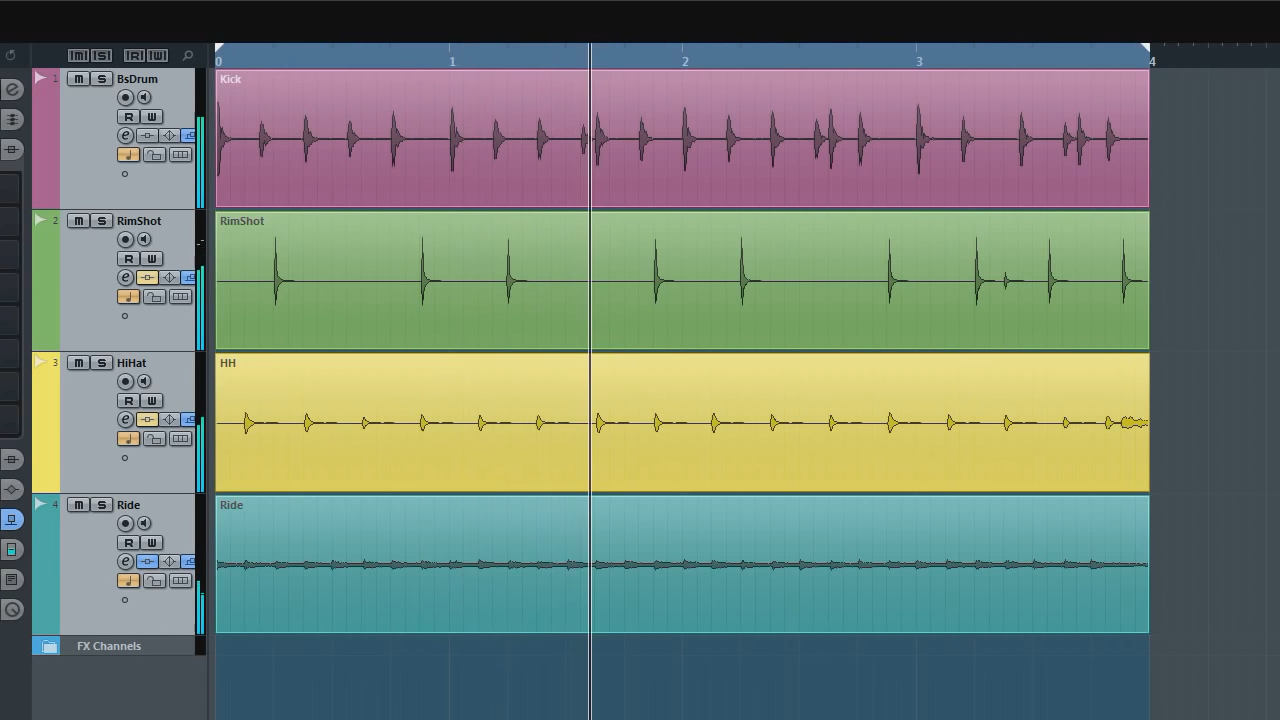 M S R W
0 1 2 3 4
1 M S BsDrum
R W
e
Kick
2 M S RimShot
R W
e
RimShot
3 M S HiHat
R W
e
HH
4 M S Ride
R W
e
Ride
FX Channels